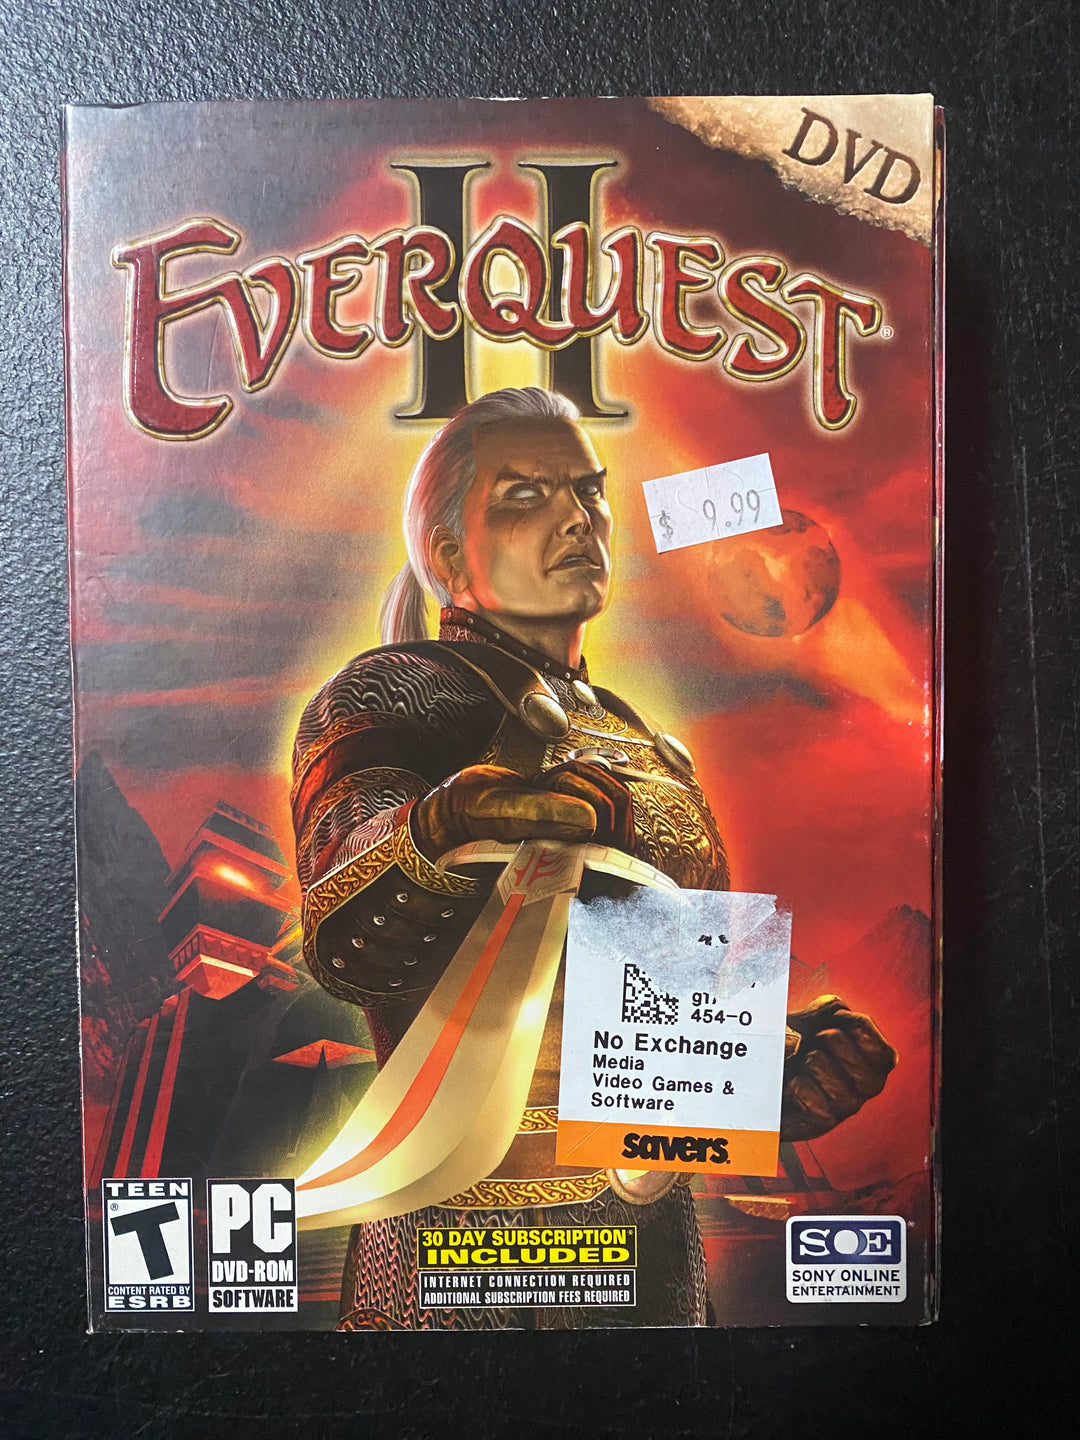 DVD
II
EVERQUEST®
$ 9.99
454-0
No Exchange
Media
Video Games &
Software
savers.
TEEN
T
CONTENT RATED BY
ESRB
PC
DVD-ROM
SOFTWARE
30 DAY SUBSCRIPTION*
INCLUDED
INTERNET CONNECTION REQUIRED
ADDITIONAL SUBSCRIPTION FEES REQUIRED
SOE
SONY ONLINE
ENTERTAINMENT